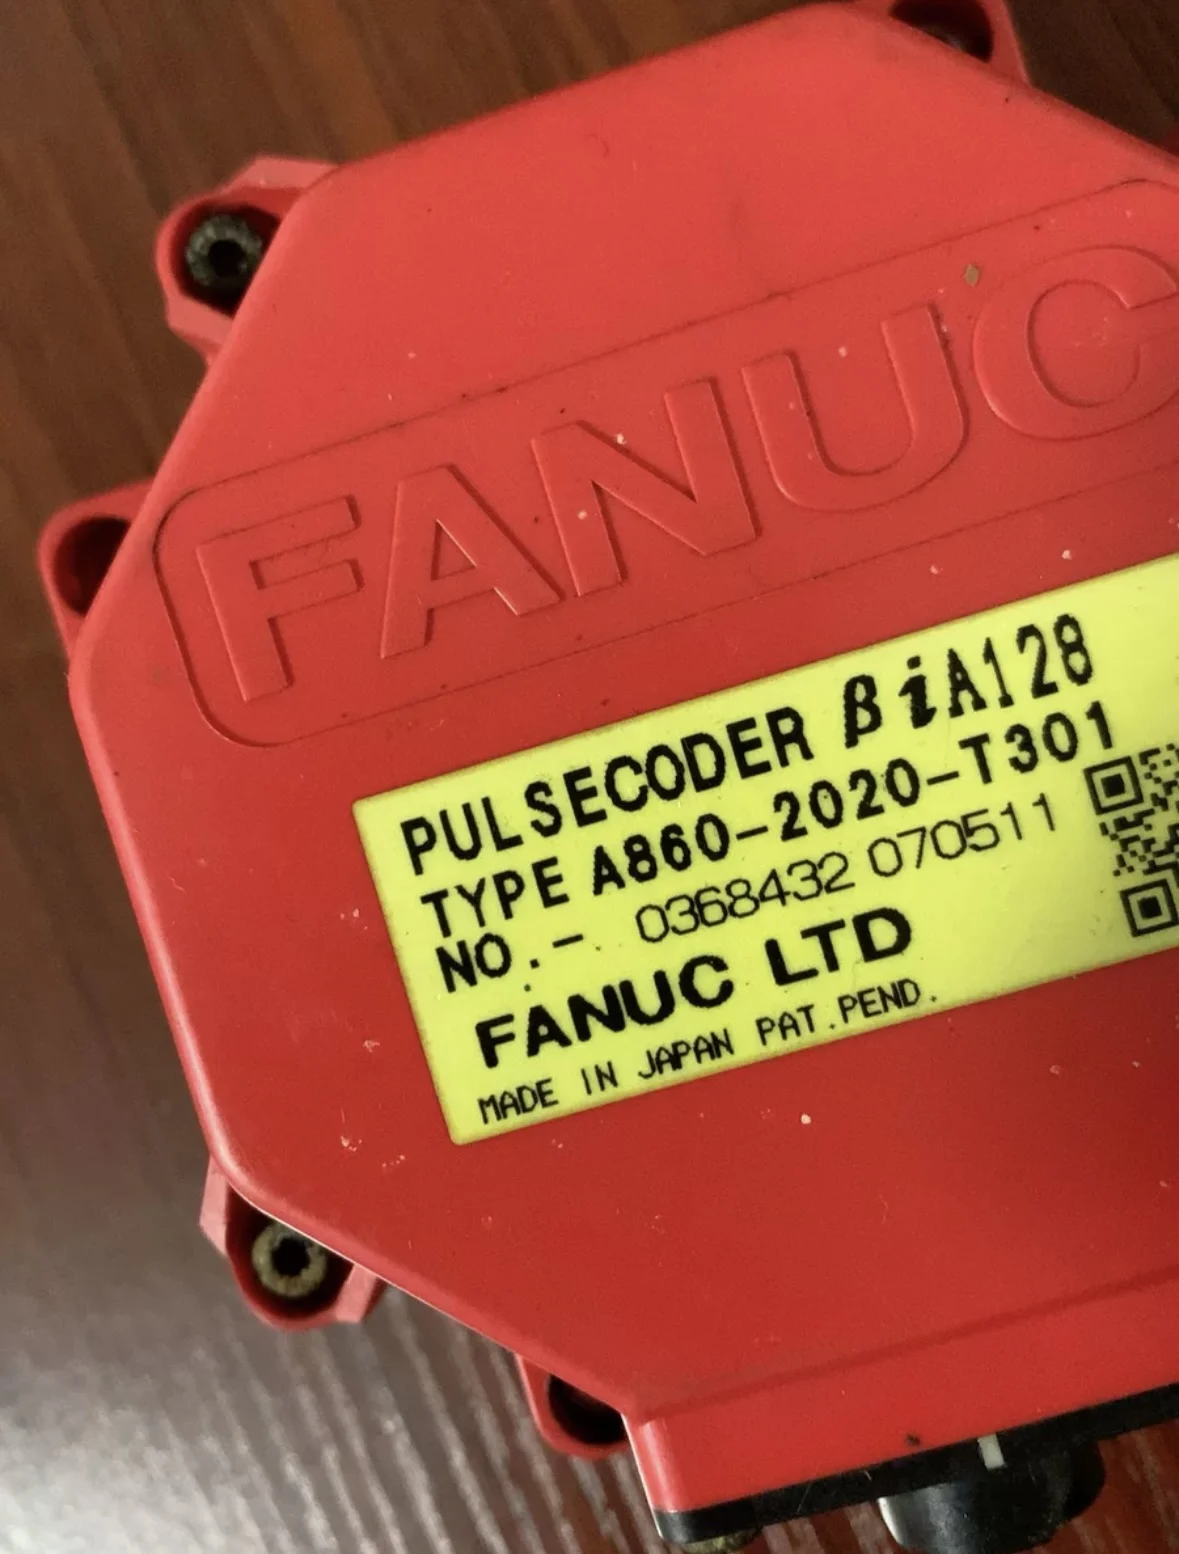 FANUC
PULSECODER βiA128
TYPE A860-2020-T301
NO.- 0368432 070511
FANUC LTD
MADE IN JAPAN PAT.PEND.